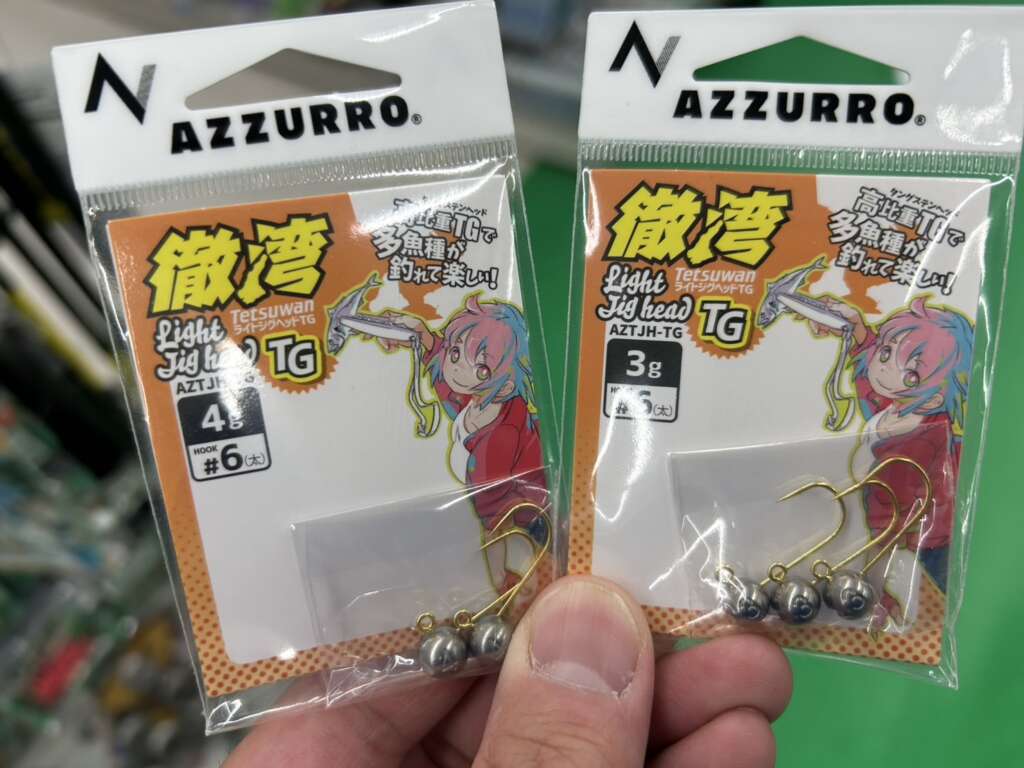 AZZURRO®
徹湾
Tetsuwan
ライトジグヘッドTG
Light
Jig head
TG
4g
HOOK
#6(太)
高比重TGで
多魚種が
釣れて楽しい!
AZZURRO®
徹湾
Tetsuwan
ライトジグヘッドTG
Light
Jig head
TG
AZTJH-TG
3g
#6(太)
タングステンヘッド
高比重TGで
多魚種が
釣れて楽しい!